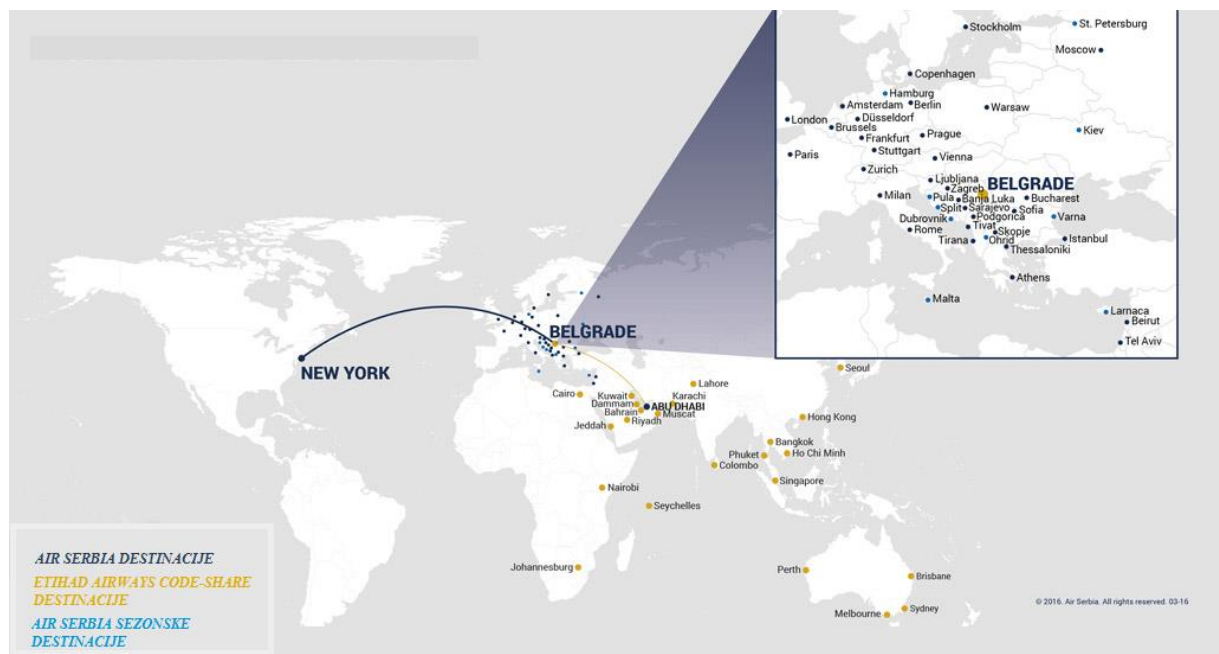 Stockholm
St. Petersburg
Moscow
Copenhagen
Hamburg
Amsterdam
Berlin
Warsaw
London
Düsseldorf
Brussels
Kiev
Frankfurt
Prague
Stuttgart
Paris
Vienna
Zurich
Ljubljana
BELGRADE
Zagreb
Milan
Pula
Banja Luka
Bucharest
Split
Sarajevo
Sofia
Dubrovnik
Podgorica
Varna
Rome
Tivat
Skopje
Tirana
Ohrid
Istanbul
Thessaloniki
Athens
Malta
Larnaca
Beirut
Tel Aviv
BELGRADE
NEW YORK
Seoul
Lahore
Cairo
Kuwait
Karachi
Dammam
ABU DHABI
Bahrain
Muscat
Riyadh
Jeddah
Hong Kong
Bangkok
Phuket
Ho Chi Minh
Colombo
Singapore
Nairobi
Seychelles
Johannesburg
Perth
Brisbane
Melbourne
Sydney
© 2016. Air Serbia. All rights reserved. 03-16
AIR SERBIA DESTINACIJE
ETIHAD AIRWAYS CODE-SHARE
DESTINACIJE
AIR SERBIA SEZONSKE
DESTINACIJE